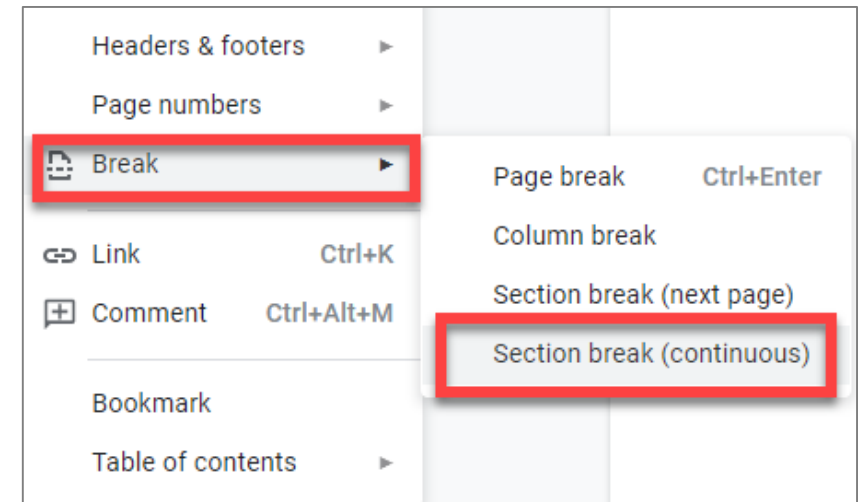 Headers & footers
Page numbers
Break
Page break Ctrl+Enter
Column break
Link Ctrl+K
Section break (next page)
Comment Ctrl+Alt+M
Section break (continuous)
Bookmark
Table of contents